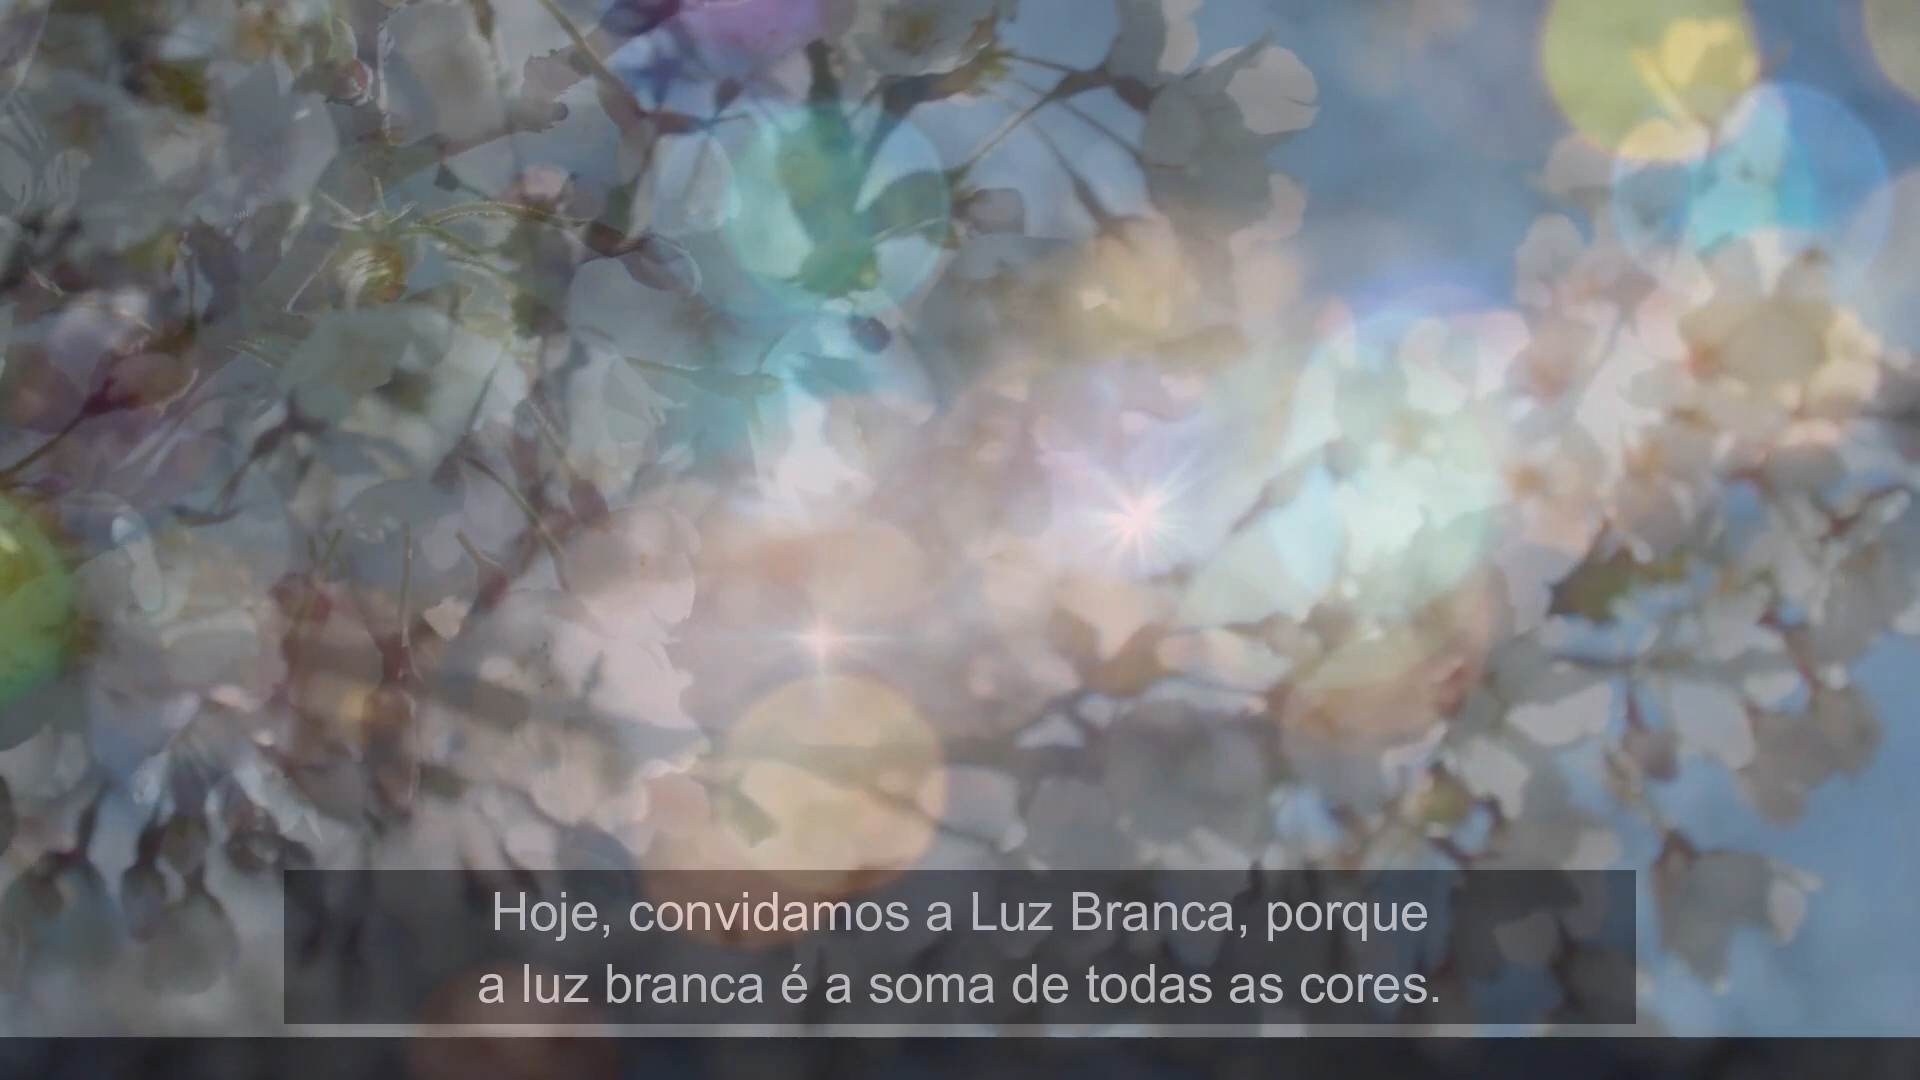 Hoje, convidamos a Luz Branca, porque
a luz branca é a soma de todas as cores.